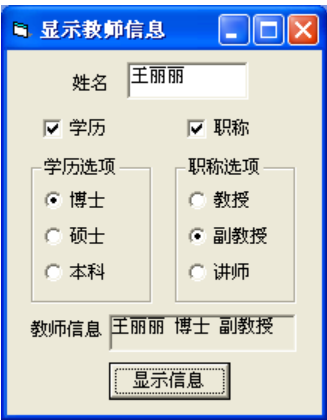 显示教师信息
姓名 王丽丽
学历 职称
学历选项 职称选项
博士 教授
硕士 副教授
本科 讲师
教师信息 王丽丽 博士 副教授
显示信息